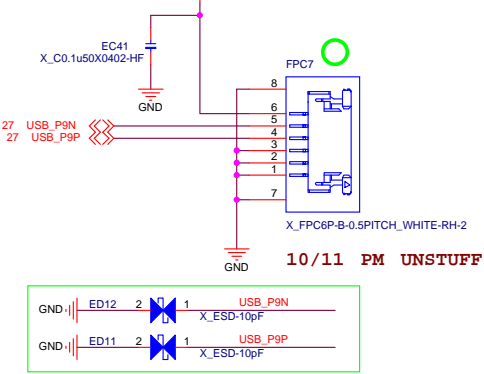 EC41
X_C0.1u50X0402-HF
GND
FPC7
8
6
27 USB_P9N 5
27 USB_P9P 4
3
2
1
7
X_FPC6P-B-0.5PITCH_WHITE-RH-2
GND
10/11 PM UNSTUFF
GND ED12 2 1 USB_P9N
X_ESD-10pF
GND ED11 2 1 USB_P9P
X_ESD-10pF